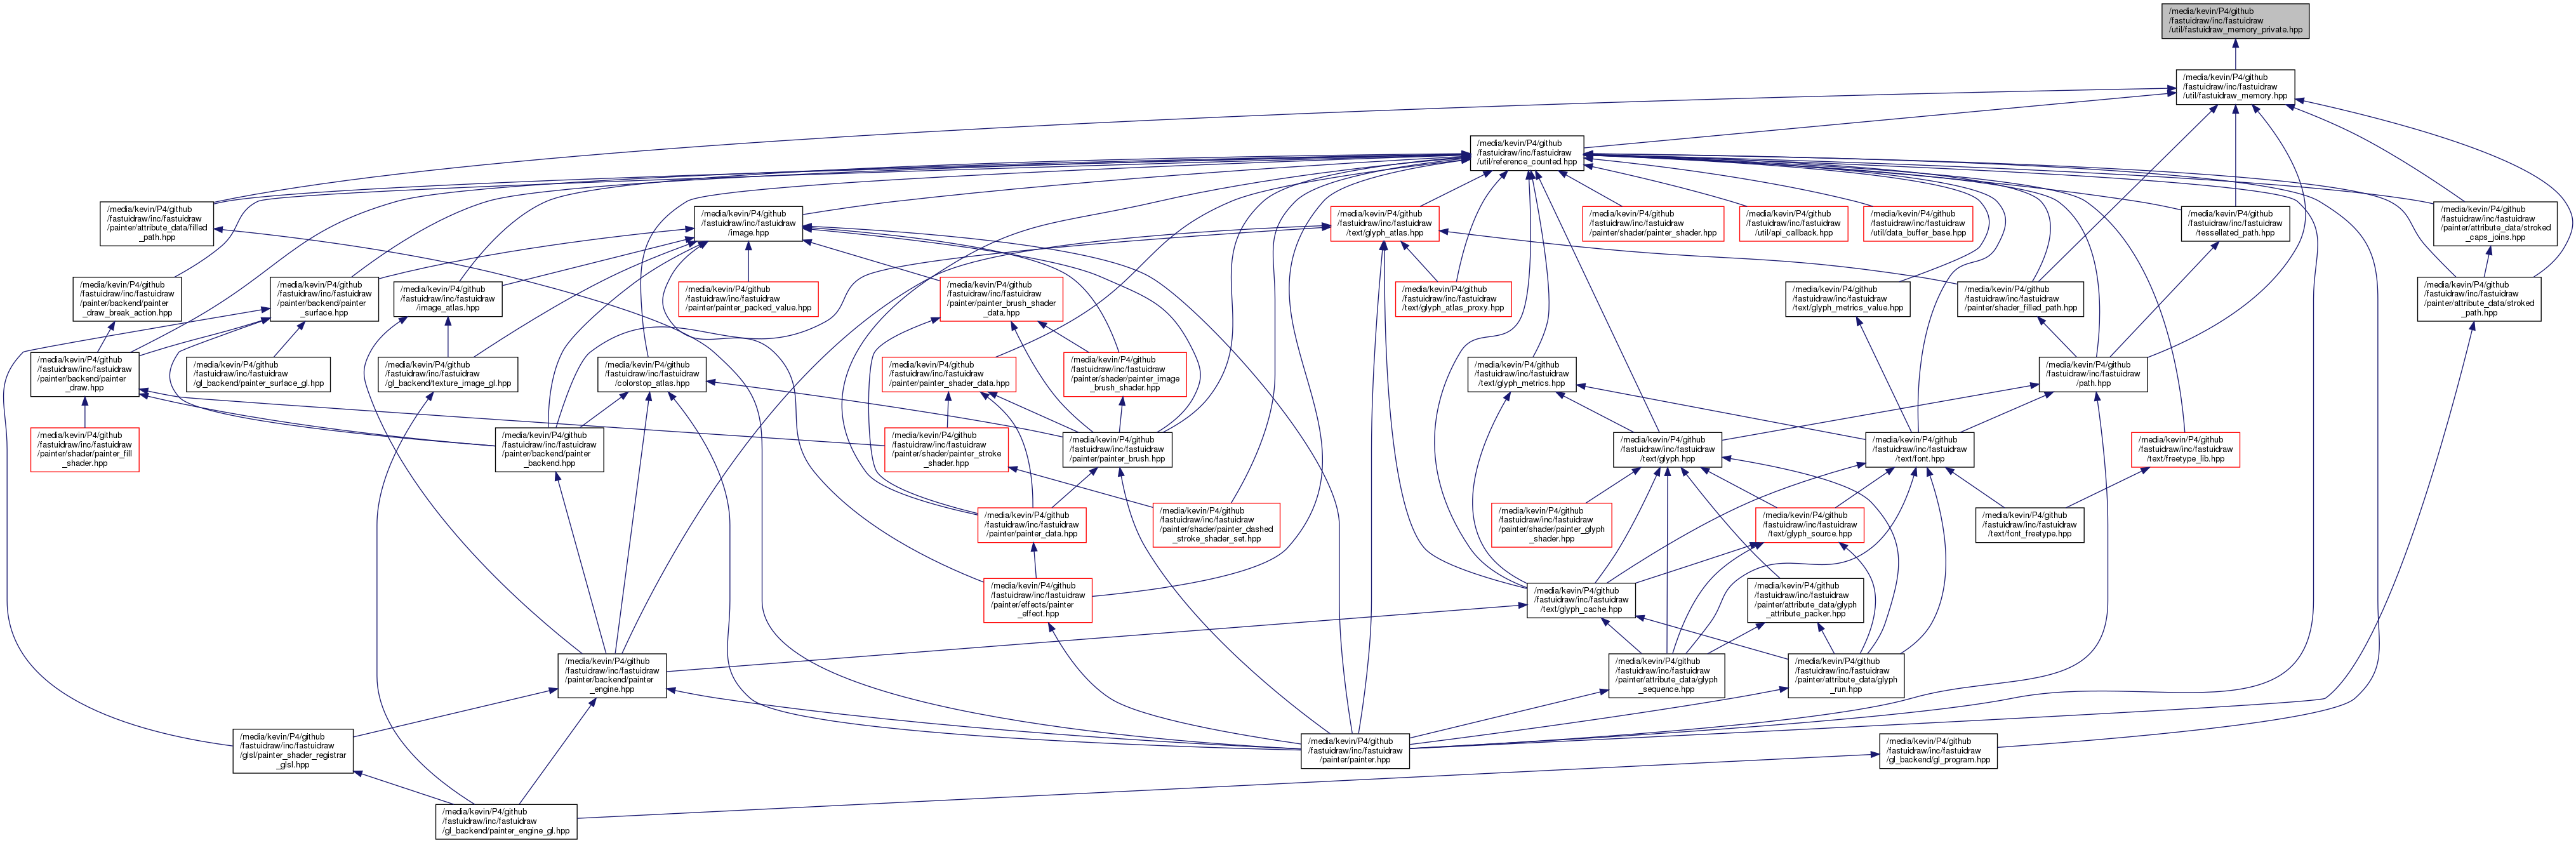 /media/kevin/P4/github
/fastuidraw/inc/fastuidraw
/util/fastuidraw_memory_private.hpp
/media/kevin/P4/github
/fastuidraw/inc/fastuidraw
/util/fastuidraw_memory.hpp
/media/kevin/P4/github
/fastuidraw/inc/fastuidraw
/util/reference_counted.hpp
/media/kevin/P4/github
/fastuidraw/inc/fastuidraw
/painter/attribute_data/filled
_path.hpp
/media/kevin/P4/github
/fastuidraw/inc/fastuidraw
/image.hpp
/media/kevin/P4/github
/fastuidraw/inc/fastuidraw
/text/glyph_atlas.hpp
/media/kevin/P4/github
/fastuidraw/inc/fastuidraw
/painter/shader/painter_shader.hpp
/media/kevin/P4/github
/fastuidraw/inc/fastuidraw
/util/api_callback.hpp
/media/kevin/P4/github
/fastuidraw/inc/fastuidraw
/util/data_buffer_base.hpp
/media/kevin/P4/github
/fastuidraw/inc/fastuidraw
/tessellated_path.hpp
/media/kevin/P4/github
/fastuidraw/inc/fastuidraw
/painter/attribute_data/stroked
_caps_joins.hpp
/media/kevin/P4/github
/fastuidraw/inc/fastuidraw
/painter/backend/painter
_draw_break_action.hpp
/media/kevin/P4/github
/fastuidraw/inc/fastuidraw
/painter/backend/painter
_surface.hpp
/media/kevin/P4/github
/fastuidraw/inc/fastuidraw
/image_atlas.hpp
/media/kevin/P4/github
/fastuidraw/inc/fastuidraw
/painter/painter_packed_value.hpp
/media/kevin/P4/github
/fastuidraw/inc/fastuidraw
/painter/painter_brush_shader
_data.hpp
/media/kevin/P4/github
/fastuidraw/inc/fastuidraw
/text/glyph_atlas_proxy.hpp
/media/kevin/P4/github
/fastuidraw/inc/fastuidraw
/text/glyph_metrics_value.hpp
/media/kevin/P4/github
/fastuidraw/inc/fastuidraw
/painter/shader_filled_path.hpp
/media/kevin/P4/github
/fastuidraw/inc/fastuidraw
/painter/attribute_data/stroked
_path.hpp
/media/kevin/P4/github
/fastuidraw/inc/fastuidraw
/painter/backend/painter
_draw.hpp
/media/kevin/P4/github
/fastuidraw/inc/fastuidraw
/gl_backend/painter_surface_gl.hpp
/media/kevin/P4/github
/fastuidraw/inc/fastuidraw
/gl_backend/texture_image_gl.hpp
/media/kevin/P4/github
/fastuidraw/inc/fastuidraw
/colorstop_atlas.hpp
/media/kevin/P4/github
/fastuidraw/inc/fastuidraw
/painter/painter_shader_data.hpp
/media/kevin/P4/github
/fastuidraw/inc/fastuidraw
/painter/shader/painter_image
_brush_shader.hpp
/media/kevin/P4/github
/fastuidraw/inc/fastuidraw
/text/glyph_metrics.hpp
/media/kevin/P4/github
/fastuidraw/inc/fastuidraw
/path.hpp
/media/kevin/P4/github
/fastuidraw/inc/fastuidraw
/painter/shader/painter_fill
_shader.hpp
/media/kevin/P4/github
/fastuidraw/inc/fastuidraw
/painter/backend/painter
_backend.hpp
/media/kevin/P4/github
/fastuidraw/inc/fastuidraw
/painter/shader/painter_stroke
_shader.hpp
/media/kevin/P4/github
/fastuidraw/inc/fastuidraw
/painter/painter_brush.hpp
/media/kevin/P4/github
/fastuidraw/inc/fastuidraw
/text/glyph.hpp
/media/kevin/P4/github
/fastuidraw/inc/fastuidraw
/text/font.hpp
/media/kevin/P4/github
/fastuidraw/inc/fastuidraw
/text/freetype_lib.hpp
/media/kevin/P4/github
/fastuidraw/inc/fastuidraw
/painter/painter_data.hpp
/media/kevin/P4/github
/fastuidraw/inc/fastuidraw
/painter/shader/painter_dashed
_stroke_shader_set.hpp
/media/kevin/P4/github
/fastuidraw/inc/fastuidraw
/painter/shader/painter_glyph
_shader.hpp
/media/kevin/P4/github
/fastuidraw/inc/fastuidraw
/text/glyph_source.hpp
/media/kevin/P4/github
/fastuidraw/inc/fastuidraw
/text/font_freetype.hpp
/media/kevin/P4/github
/fastuidraw/inc/fastuidraw
/painter/effects/painter
_effect.hpp
/media/kevin/P4/github
/fastuidraw/inc/fastuidraw
/text/glyph_cache.hpp
/media/kevin/P4/github
/fastuidraw/inc/fastuidraw
/painter/attribute_data/glyph
_attribute_packer.hpp
/media/kevin/P4/github
/fastuidraw/inc/fastuidraw
/painter/backend/painter
_engine.hpp
/media/kevin/P4/github
/fastuidraw/inc/fastuidraw
/painter/attribute_data/glyph
_sequence.hpp
/media/kevin/P4/github
/fastuidraw/inc/fastuidraw
/painter/attribute_data/glyph
_run.hpp
/media/kevin/P4/github
/fastuidraw/inc/fastuidraw
/glsl/painter_shader_registrar
_glsl.hpp
/media/kevin/P4/github
/fastuidraw/inc/fastuidraw
/painter/painter.hpp
/media/kevin/P4/github
/fastuidraw/inc/fastuidraw
/gl_backend/gl_program.hpp
/media/kevin/P4/github
/fastuidraw/inc/fastuidraw
/gl_backend/painter_engine_gl.hpp